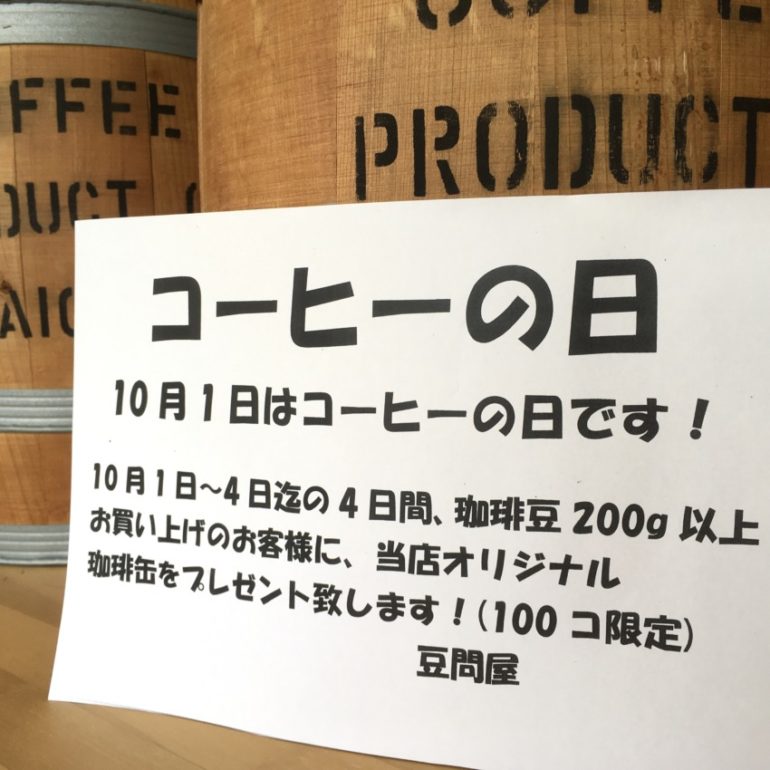 FFEE
DUCT
PRODUCT
コーヒーの日
10月1日はコーヒーの日です！
10月1日〜4日迄の4日間、珈琲豆200g以上
お買い上げのお客様に、当店オリジナル
珈琲缶をプレゼント致します！(100コ限定)
豆問屋